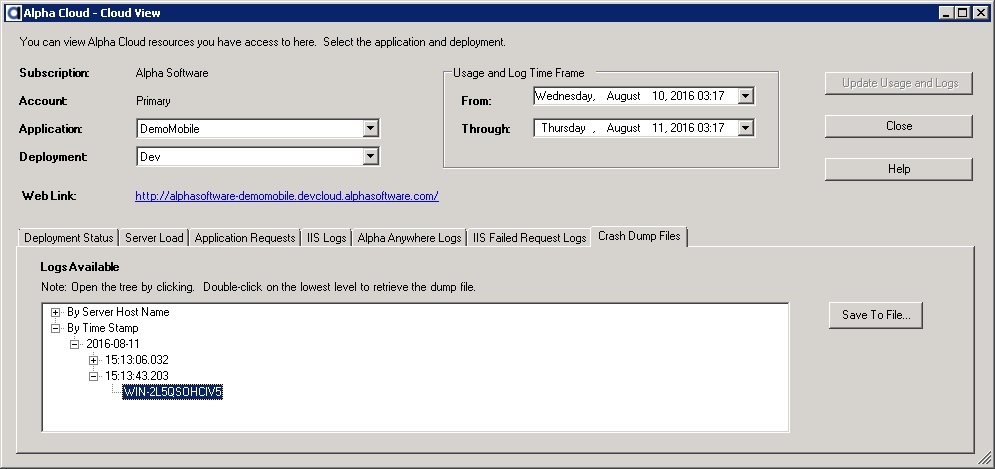 Alpha Cloud - Cloud View
You can view Alpha Cloud resources you have access to here. Select the application and deployment.
Subscription: Alpha Software
Account: Primary
Application: DemoMobile
Deployment: Dev
Web Link: http://alphasoftware-demomobile.devcloud.alphasoftware.com/
Usage and Log Time Frame
From: Wednesday, August 10, 2016 03:17
Through: Thursday , August 11, 2016 03:17
Update Usage and Logs
Close
Help
Deployment Status Server Load Application Requests IIS Logs Alpha Anywhere Logs IIS Failed Request Logs Crash Dump Files
Logs Available
Note: Open the tree by clicking. Double-click on the lowest level to retrieve the dump file.
By Server Host Name
By Time Stamp
2016-08-11
15:13:06.032
15:13:43.203
WIN-2L5QSOHCIV5
Save To File...